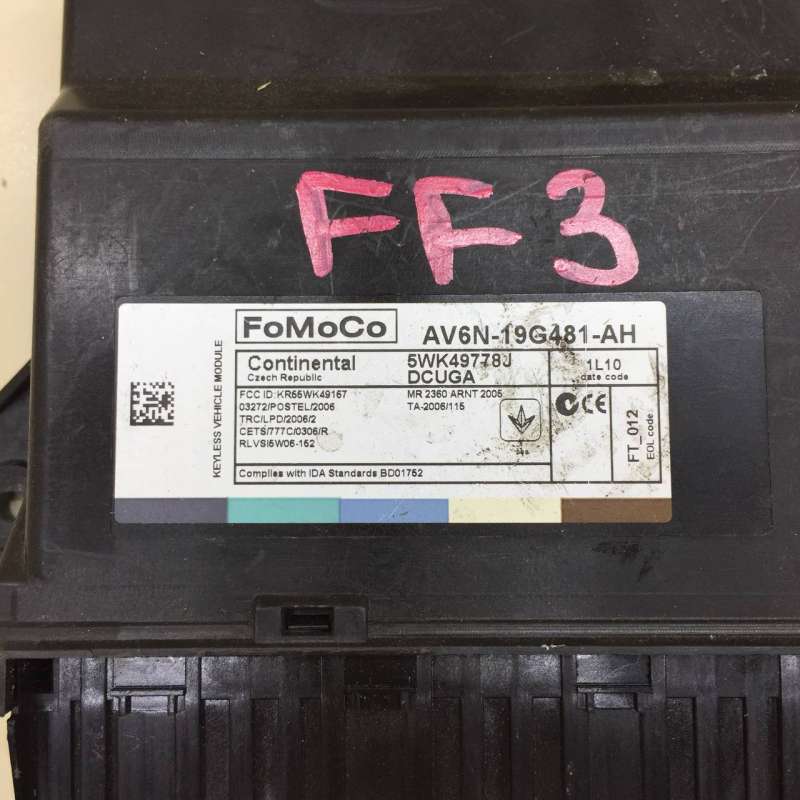 FF3
FoMoCo AV6N-19G481-AH
KEYLESS VEHICLE MODULE
Continental 5WK49778J 1L10
Czech Republic DCUGA date code
FCC ID:KR55WK49167 MR 2360 ARNT 2005
03272/POSTEL/2006 TA-2006/115
TRC/LPD/2006/2
CETS/777C/0306/R
RLVSI5W06-152
CE
FT_012
EOL code
Complies with IDA Standards BD01752